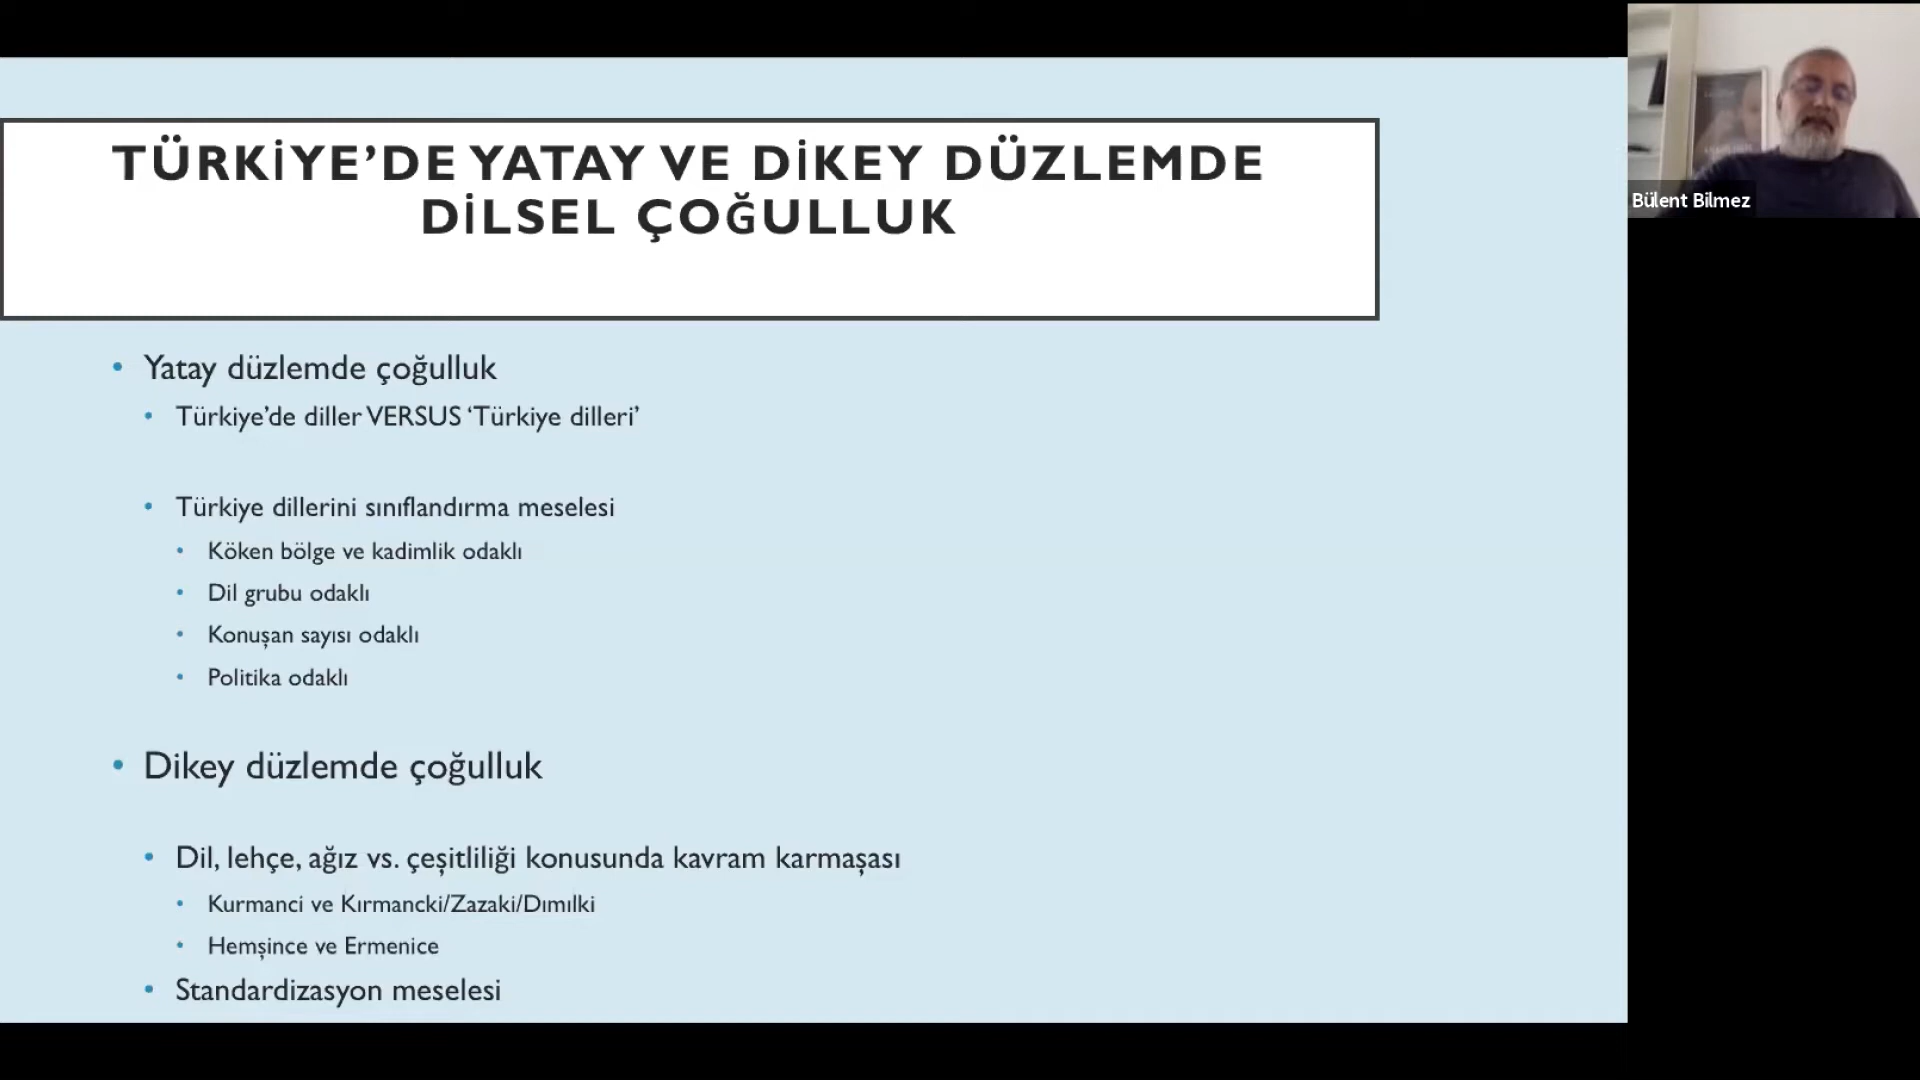 TÜRKİYE’DE YATAY VE DİKEY DÜZLEMDE
DİLSEL ÇOĞULLUK
• Yatay düzlemde çoğulluk
• Türkiye’de diller VERSUS ‘Türkiye dilleri’
• Türkiye dillerini sınıflandırma meselesi
• Köken bölge ve kadimlik odaklı
• Dil grubu odaklı
• Konuşan sayısı odaklı
• Politika odaklı
• Dikey düzlemde çoğulluk
• Dil, lehçe, ağız vs. çeşitliliği konusunda kavram karmaşası
• Kurmanci ve Kırmancki/Zazaki/Dımılki
• Hemşince ve Ermenice
• Standardizasyon meselesi
Bülent Bilmez